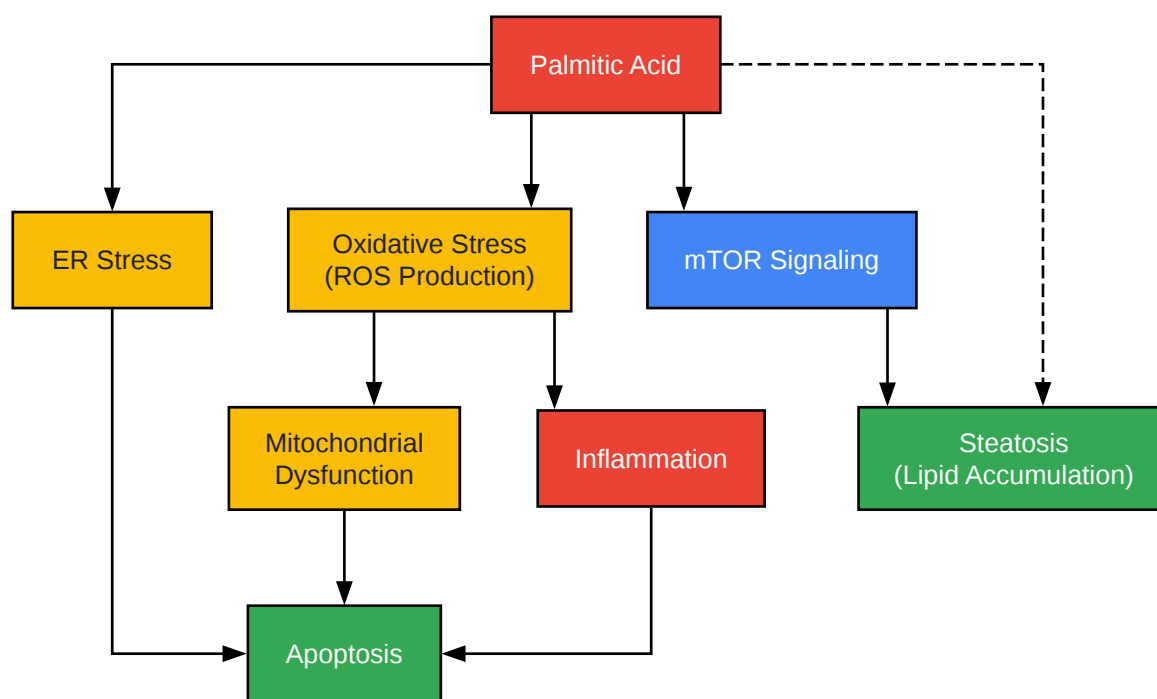 Palmitic Acid
ER Stress
Oxidative Stress
(ROS Production)
mTOR Signaling
Mitochondrial
Dysfunction
Inflammation
Steatosis
(Lipid Accumulation)
Apoptosis